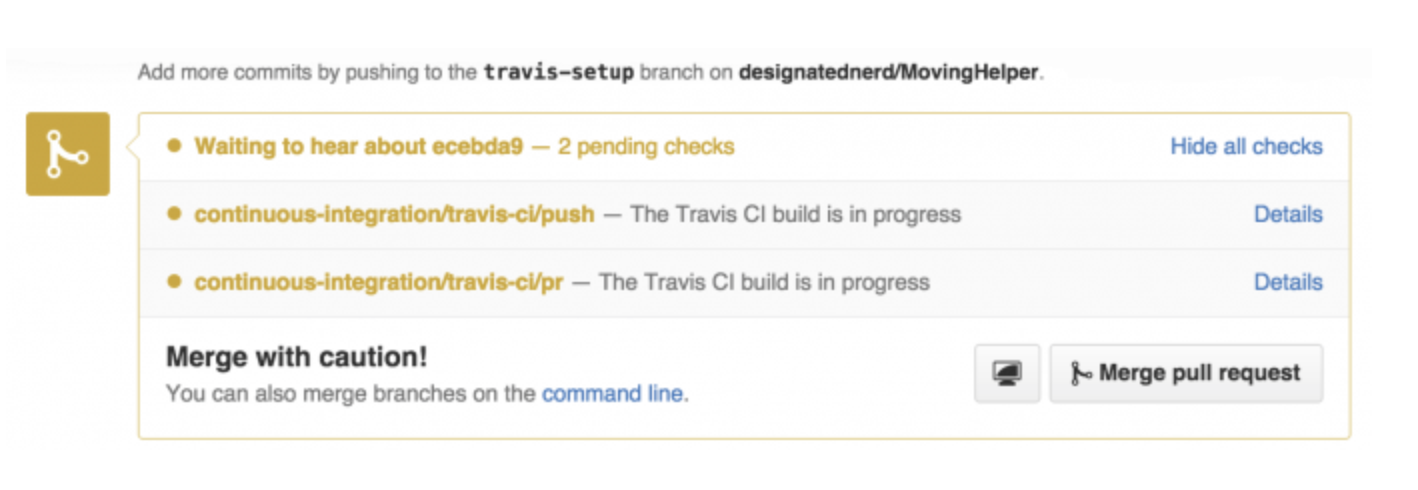 Add more commits by pushing to the travis-setup branch on designatednerd/MovingHelper.
Waiting to hear about ecebda9 — 2 pending checks Hide all checks
continuous-integration/travis-ci/push — The Travis CI build is in progress Details
continuous-integration/travis-ci/pr — The Travis CI build is in progress Details
Merge with caution!
You can also merge branches on the command line.
Merge pull request